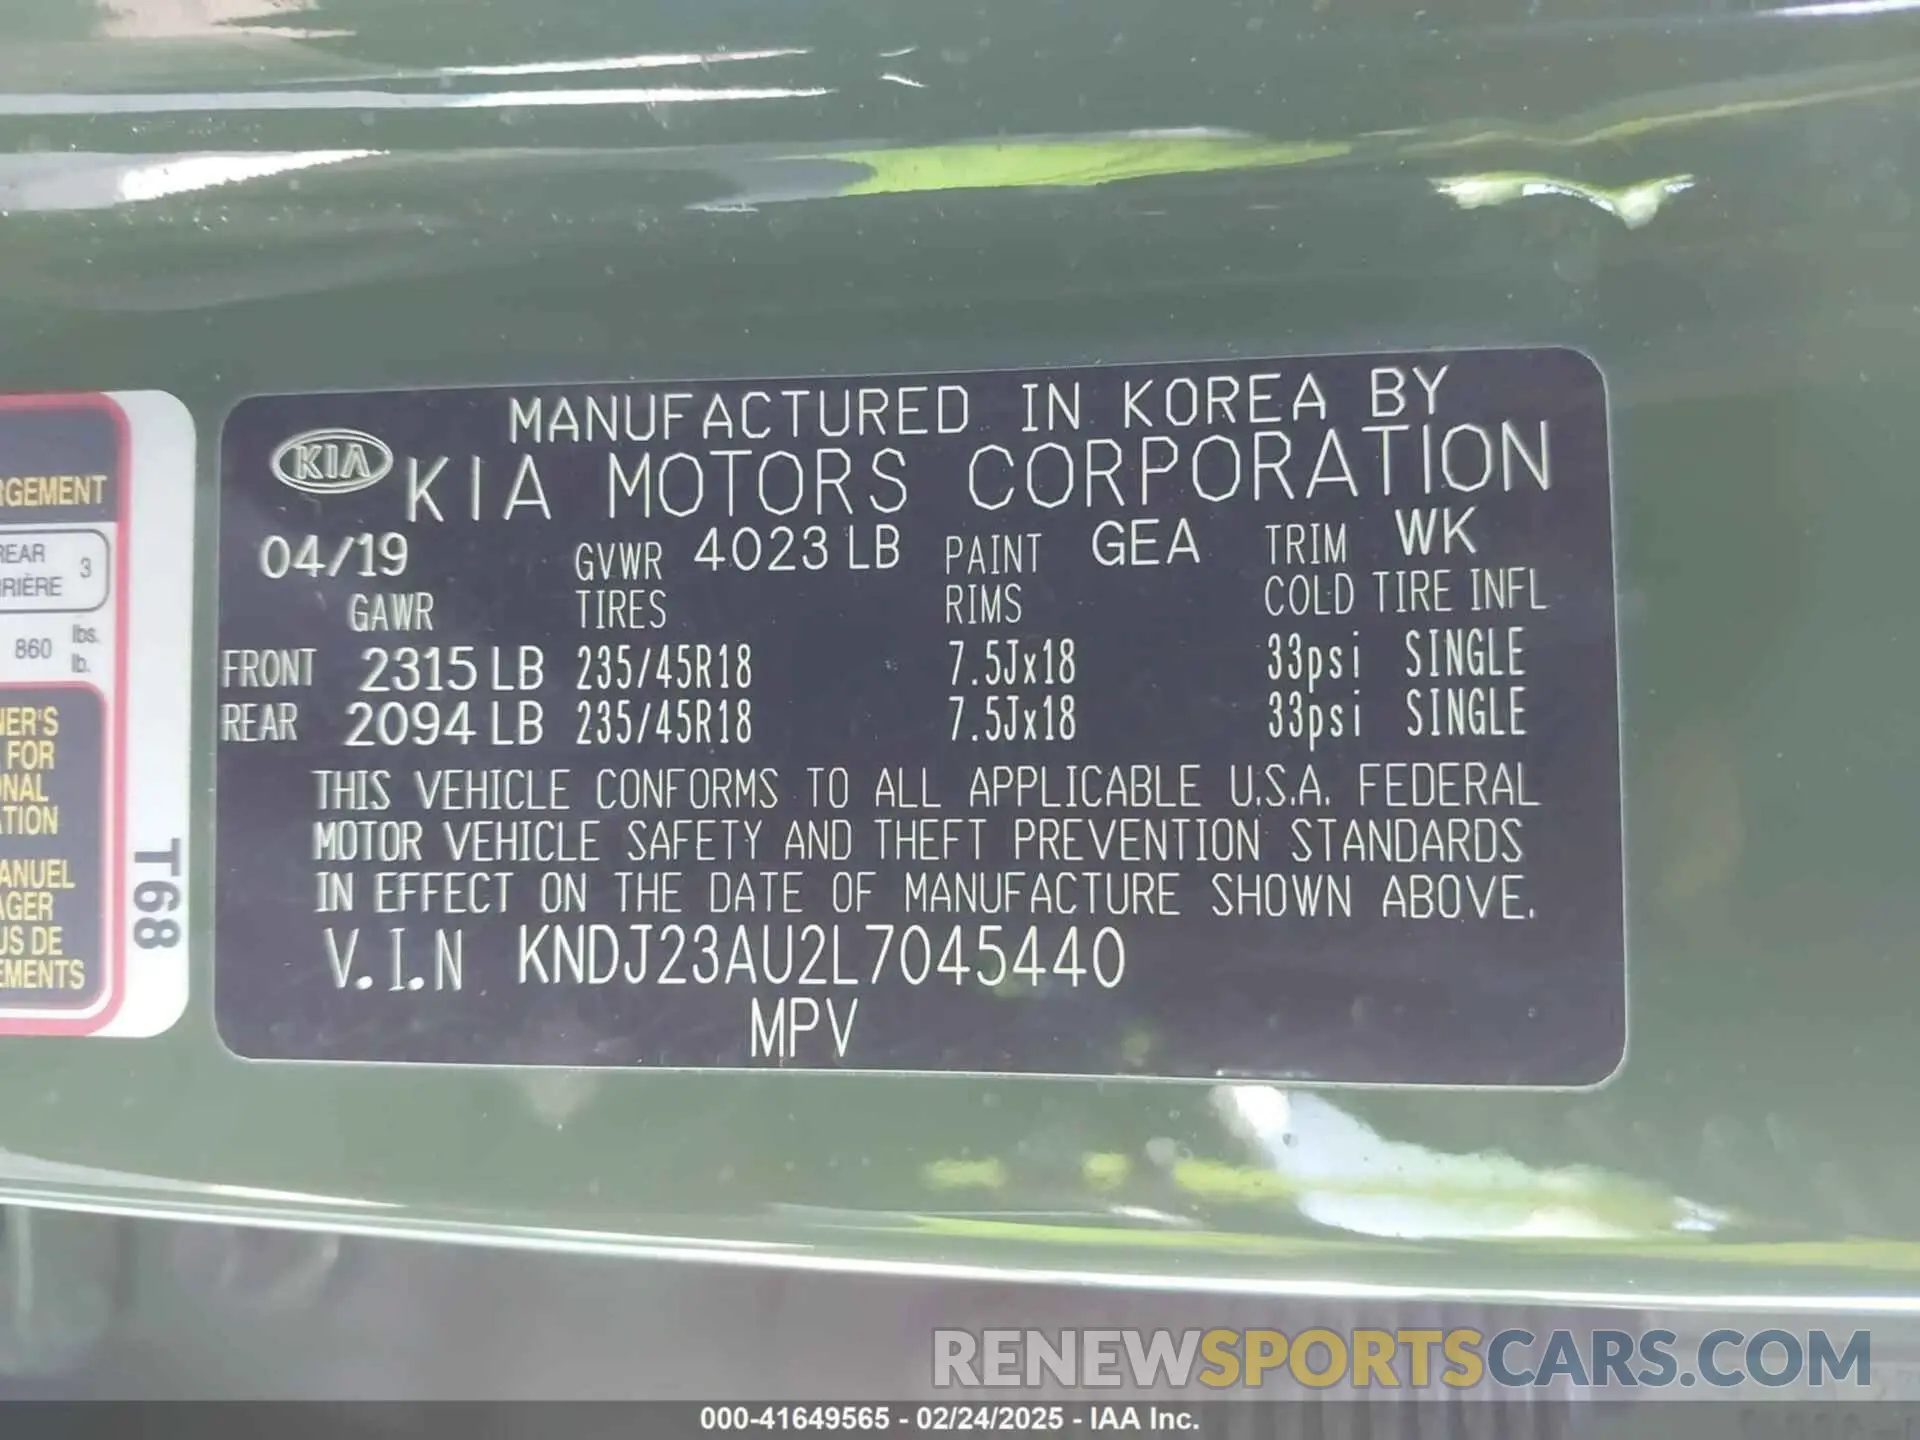 RGEMENT
REAR
RIÈRE 3
860 lbs.
lb.
NER'S
FOR
ONAL
ATION
ANUEL
AGER
US DE
EMENTS
T68
MANUFACTURED IN KOREA BY
KIA KIA MOTORS CORPORATION
04/19 GVWR 4023 LB PAINT GEA TRIM WK
GAWR TIRES RIMS COLD TIRE INFL
FRONT 2315 LB 235/45R18 7.5Jx18 33psi SINGLE
REAR 2094 LB 235/45R18 7.5Jx18 33psi SINGLE
THIS VEHICLE CONFORMS TO ALL APPLICABLE U.S.A. FEDERAL
MOTOR VEHICLE SAFETY AND THEFT PREVENTION STANDARDS
IN EFFECT ON THE DATE OF MANUFACTURE SHOWN ABOVE.
V.I.N KNDJ23AU2L7045440
MPV
RENEWSPORTSCARS.COM
000-41649565 - 02/24/2025 - IAA Inc.